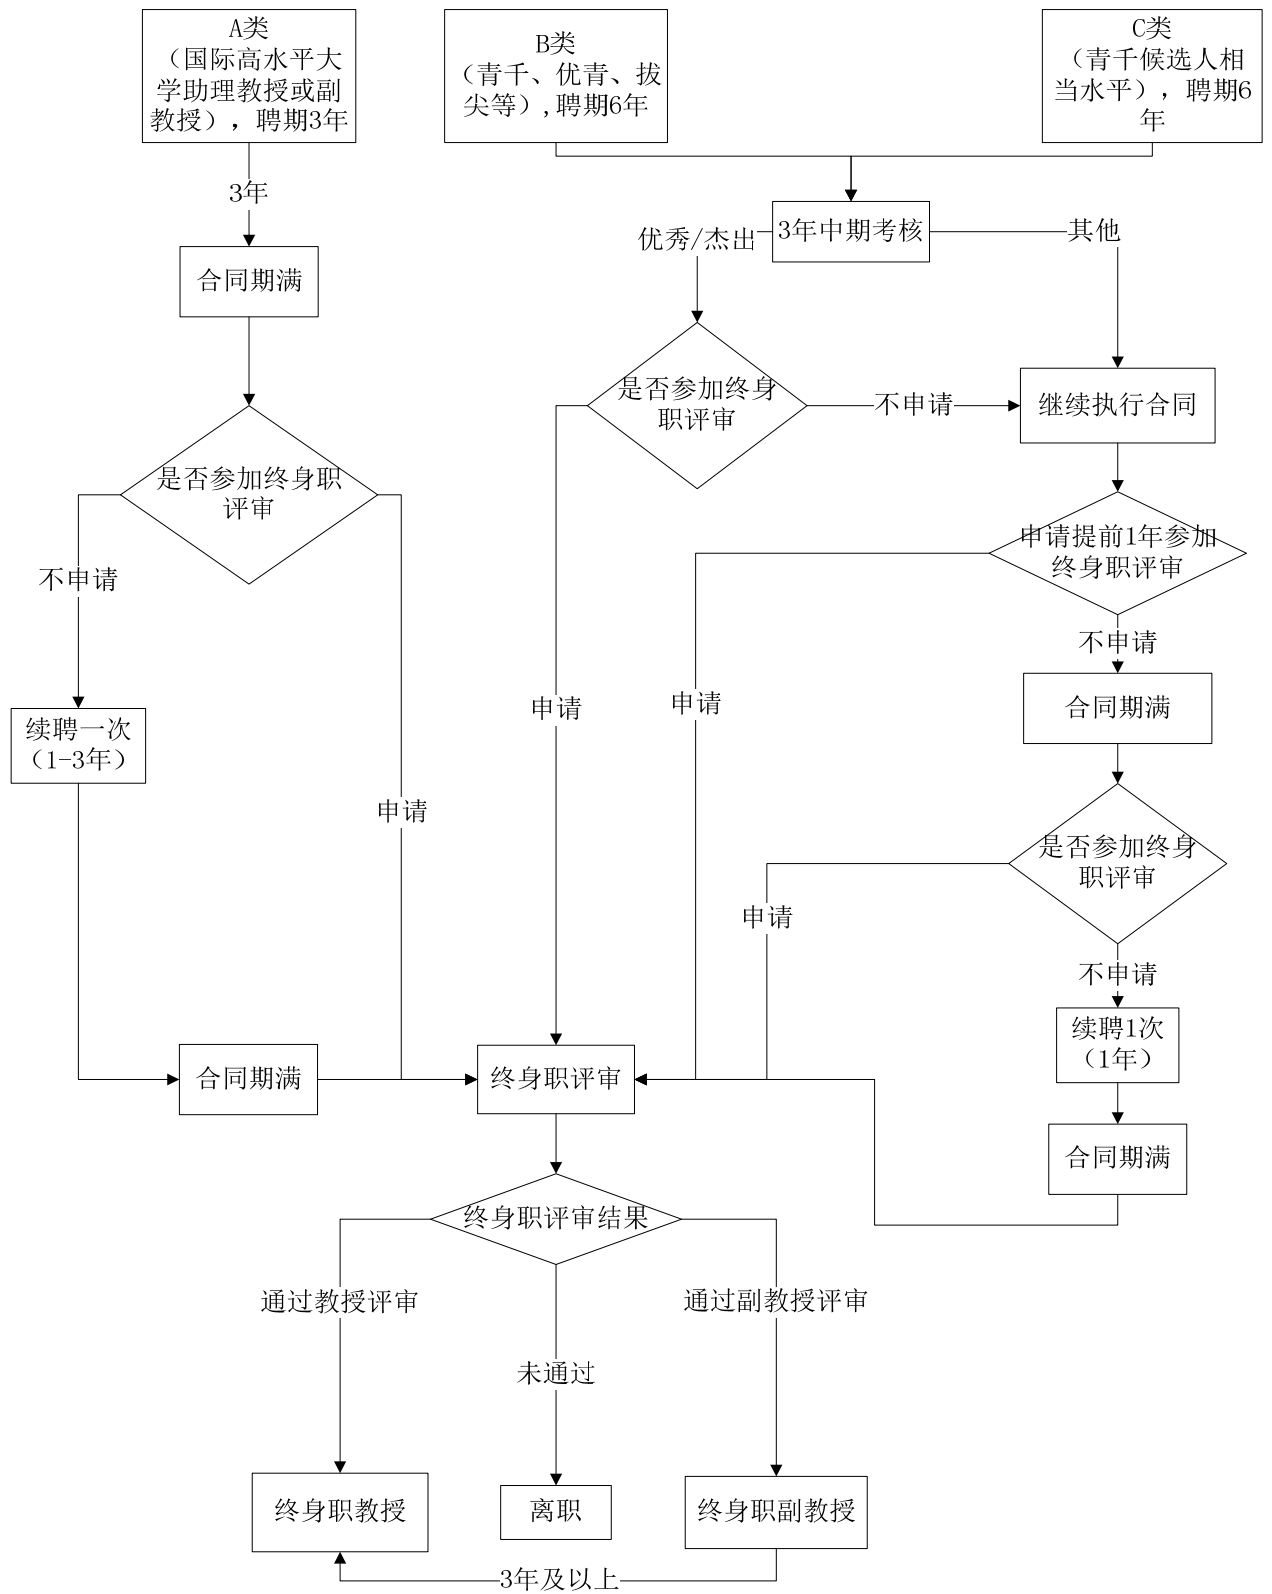 A类
（国际高水平大
学助理教授或副
教授），聘期3年
B类
（青千、优青、拔
尖等）,聘期6年
C类
（青千候选人相
当水平），聘期6
年
3年
3年中期考核
优秀/杰出
其他
合同期满
是否参加终身
职评审
不申请
继续执行合同
是否参加终身职
评审
申请提前1年参加
终身职评审
不申请
不申请
申请
申请
合同期满
续聘一次
（1-3年）
申请
是否参加终身
职评审
申请
不申请
续聘1次
（1年）
合同期满
终身职评审
合同期满
终身职评审结果
通过教授评审
通过副教授评审
未通过
终身职教授
离职
终身职副教授
3年及以上